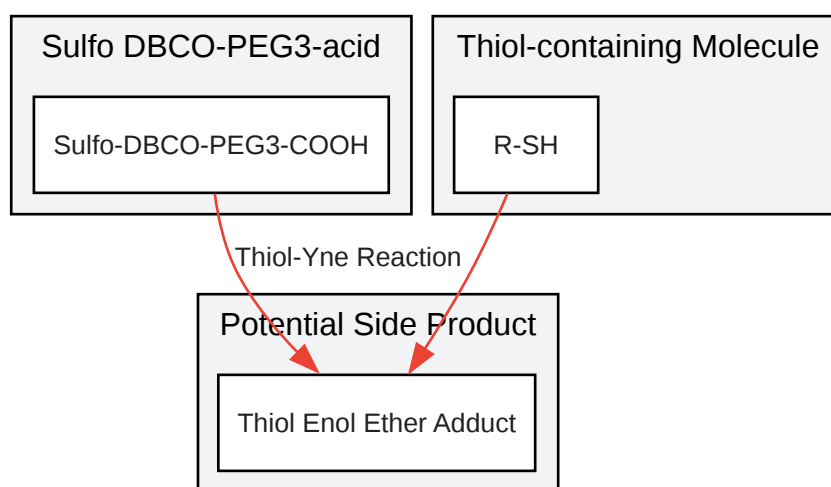 Sulfo DBCO-PEG3-acid
Thiol-containing Molecule
Sulfo-DBCO-PEG3-COOH
R-SH
Thiol-Yne Reaction
Potential Side Product
Thiol Enol Ether Adduct